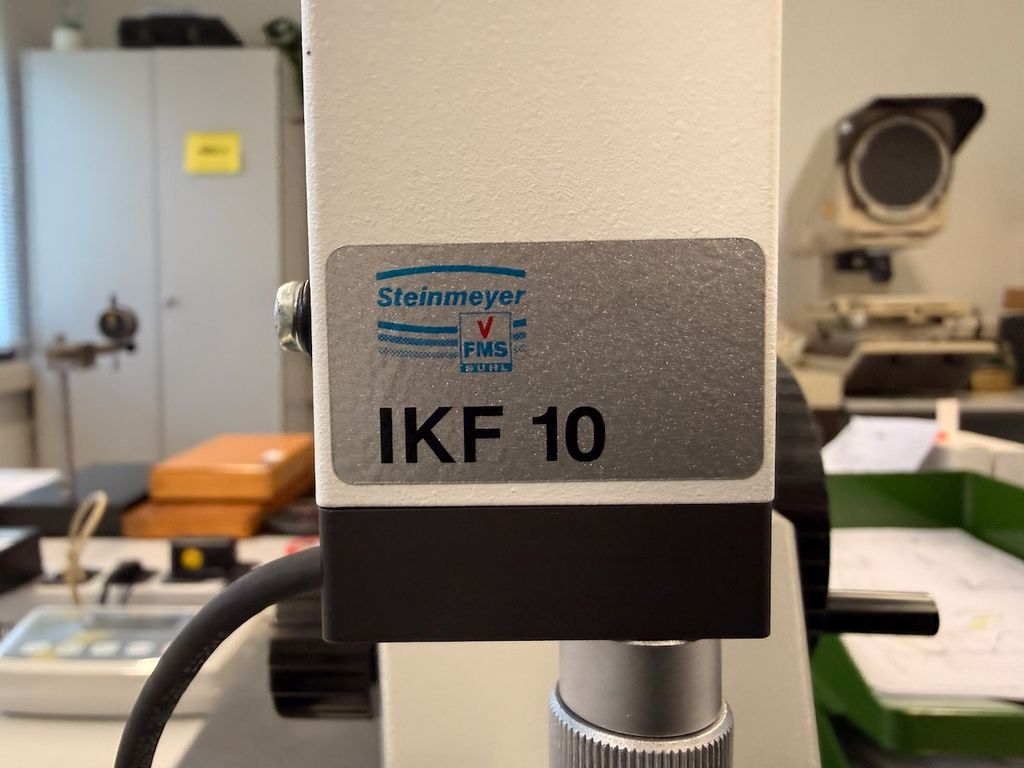 Steinmeyer
V
FMS
SUHL
IKF 10